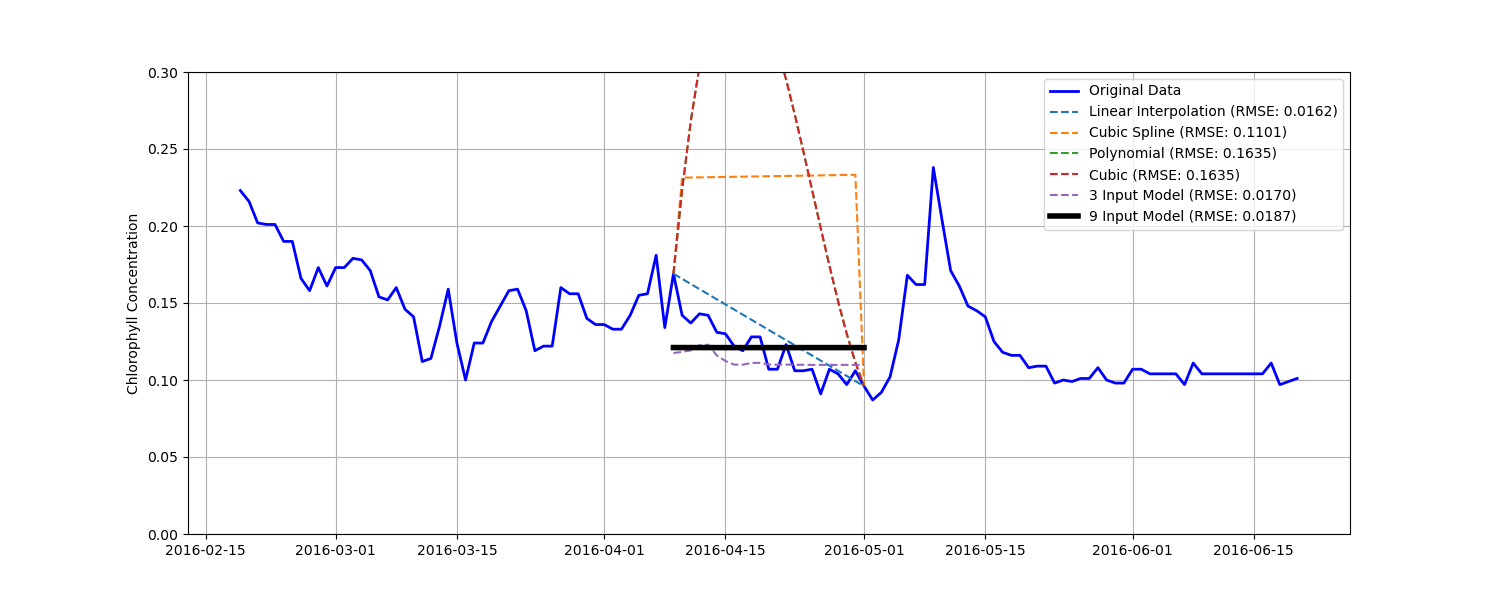 0.30
0.25
0.20
0.15
0.10
0.05
0.00
Chlorophyll Concentration
Original Data
Linear Interpolation (RMSE: 0.0162)
Cubic Spline (RMSE: 0.1101)
Polynomial (RMSE: 0.1635)
Cubic (RMSE: 0.1635)
3 Input Model (RMSE: 0.0170)
9 Input Model (RMSE: 0.0187)
2016-02-15 2016-03-01 2016-03-15 2016-04-01 2016-04-15 2016-05-01 2016-05-15 2016-06-01 2016-06-15